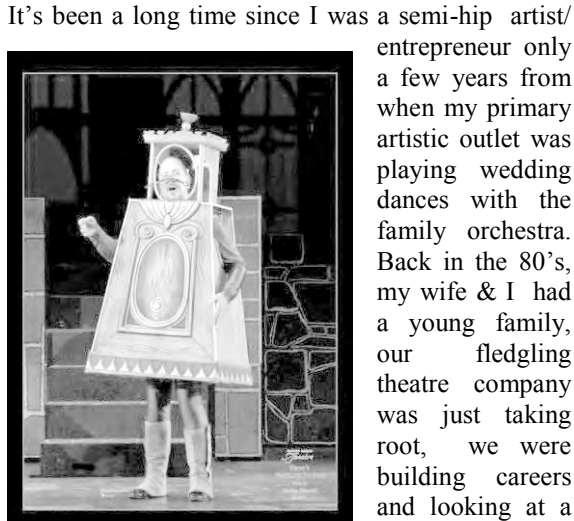 It's been a long time since I was a semi-hip artist/
entrepreneur only
a few years from
when my primary
artistic outlet was
playing wedding
dances with the
family orchestra.
Back in the 80's,
my wife & I had
a young family,
our fledgling
theatre company
was just taking
root, we were
building careers
and looking at a
Theatre